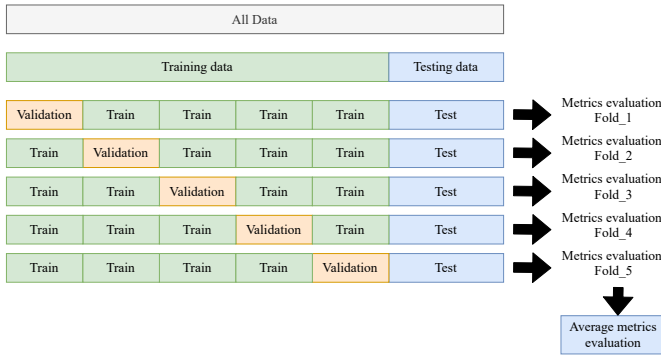 All Data
Training data Testing data
Validation Train Train Train Train Test Metrics evaluation
Fold_1
Train Validation Train Train Train Test Metrics evaluation
Fold_2
Train Train Validation Train Train Test Metrics evaluation
Fold_3
Train Train Train Validation Train Test Metrics evaluation
Fold_4
Train Train Train Train Validation Test Metrics evaluation
Fold_5
Average metrics
evaluation